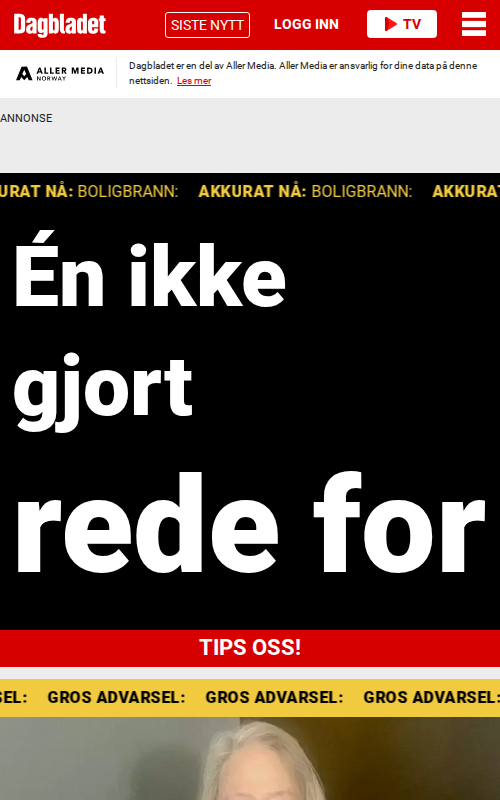 Dagbladet SISTE NYTT LOGG INN TV
ALLER MEDIA NORWAY
Dagbladet er en del av Aller Media. Aller Media er ansvarlig for dine data på denne
nettsiden. Les mer
ANNONSE
URAT NÅ: BOLIGBRANN: AKKURAT NÅ: BOLIGBRANN: AKKURAT
Én ikke
gjort
rede for
TIPS OSS!
SEL: GROS ADVARSEL: GROS ADVARSEL: GROS ADVARSEL: